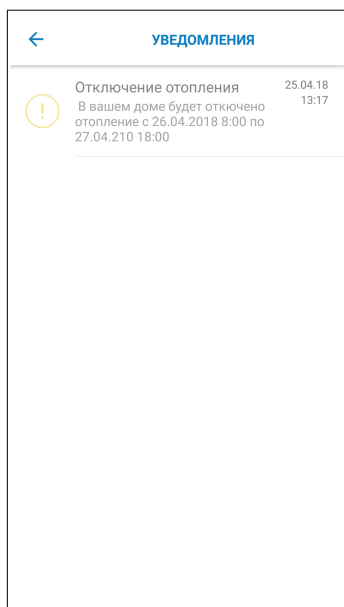 УВЕДОМЛЕНИЯ
Отключение отопления
25.04.18
13:17
В вашем доме будет откючено
отопление с 26.04.2018 8:00 по
27.04.210 18:00